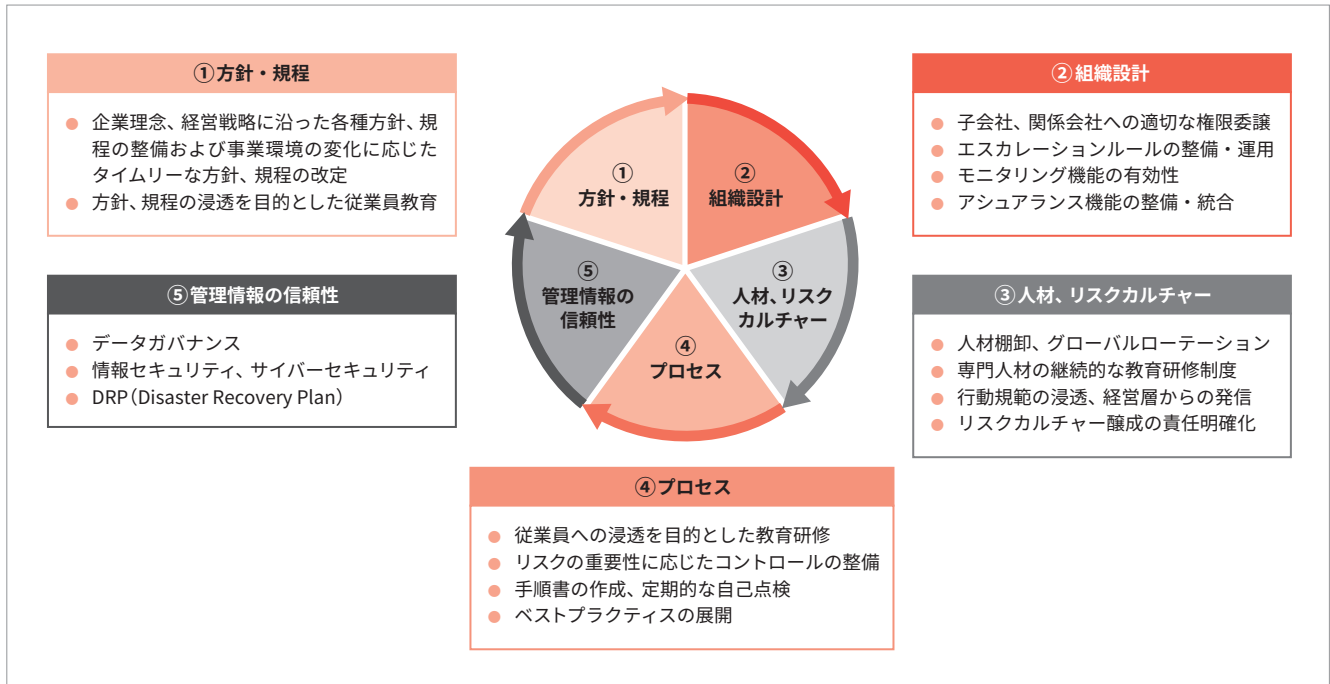 ①方針・規程
● 企業理念、経営戦略に沿った各種方針、規
程の整備および事業環境の変化に応じた
タイムリーな方針、規程の改定
● 方針、規程の浸透を目的とした従業員教育
②組織設計
● 子会社、関係会社への適切な権限委譲
● エスカレーションルールの整備・運用
● モニタリング機能の有効性
● アシュアランス機能の整備・統合
①
方針・規程
②
組織設計
③
人材、リスク
カルチャー
④
プロセス
⑤
管理情報の
信頼性
⑤管理情報の信頼性
● データガバナンス
● 情報セキュリティ、サイバーセキュリティ
● DRP（Disaster Recovery Plan）
③人材、リスクカルチャー
● 人材棚卸、グローバルローテーション
● 専門人材の継続的な教育研修制度
● 行動規範の浸透、経営層からの発信
● リスクカルチャー醸成の責任明確化
④プロセス
● 従業員への浸透を目的とした教育研修
● リスクの重要性に応じたコントロールの整備
● 手順書の作成、定期的な自己点検
● ベストプラクティスの展開